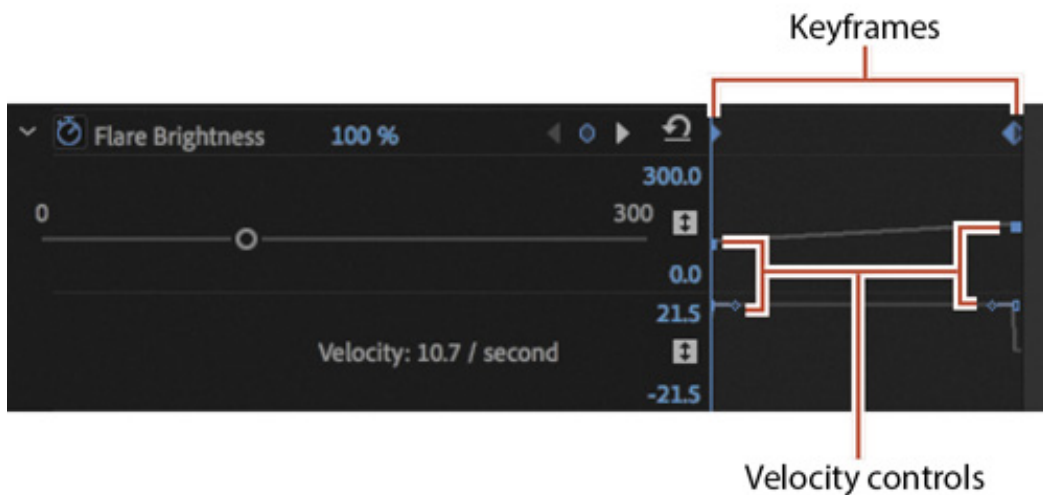 Keyframes
Flare Brightness 100 %
300.0
0 300
0.0
21.5
Velocity: 10.7 / second
-21.5
Velocity controls